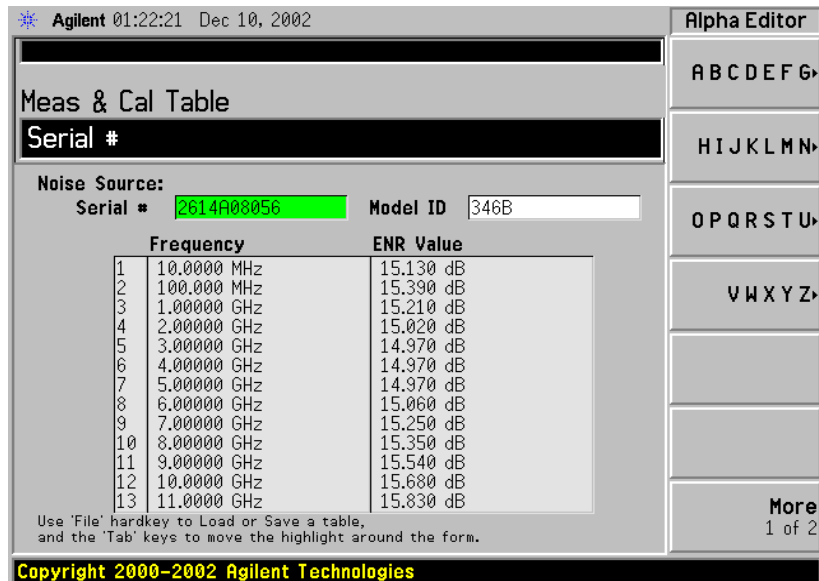 Agilent 01:22:21 Dec 10, 2002
Alpha Editor
Meas & Cal Table
Serial #
Noise Source:
Serial # 2614A08056 Model ID 346B
Frequency ENR Value
1 10.0000 MHz 15.130 dB
2 100.000 MHz 15.390 dB
3 1.00000 GHz 15.210 dB
4 2.00000 GHz 15.020 dB
5 3.00000 GHz 14.970 dB
6 4.00000 GHz 14.970 dB
7 5.00000 GHz 14.970 dB
8 6.00000 GHz 15.060 dB
9 7.00000 GHz 15.250 dB
10 8.00000 GHz 15.350 dB
11 9.00000 GHz 15.540 dB
12 10.0000 GHz 15.680 dB
13 11.0000 GHz 15.830 dB
Use 'File' hardkey to Load or Save a table,
and the 'Tab' keys to move the highlight around the form.
A B C D E F G
H I J K L M N
O P Q R S T U
V W X Y Z
More
1 of 2
Copyright 2000-2002 Agilent Technologies